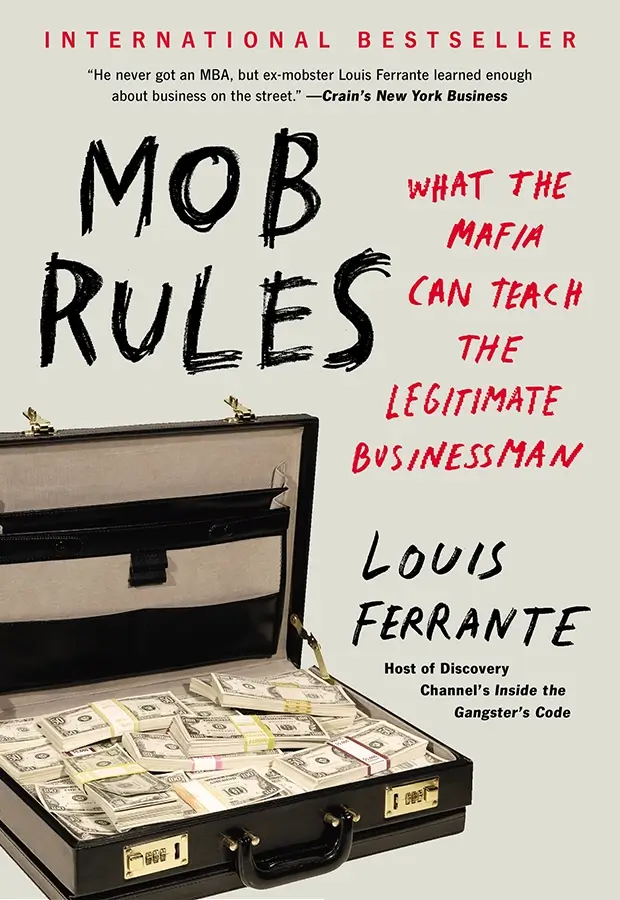 INTERNATIONAL BESTSELLER
“He never got an MBA, but ex-mobster Louis Ferrante learned enough
about business on the street.” —Crain’s New York Business
MOB
RULES
WHAT THE
MAFIA
CAN TEACH
THE
LEGITIMATE
BUSINESSMAN
LOUIS
FERRANTE
Host of Discovery
Channel’s Inside the
Gangster’s Code